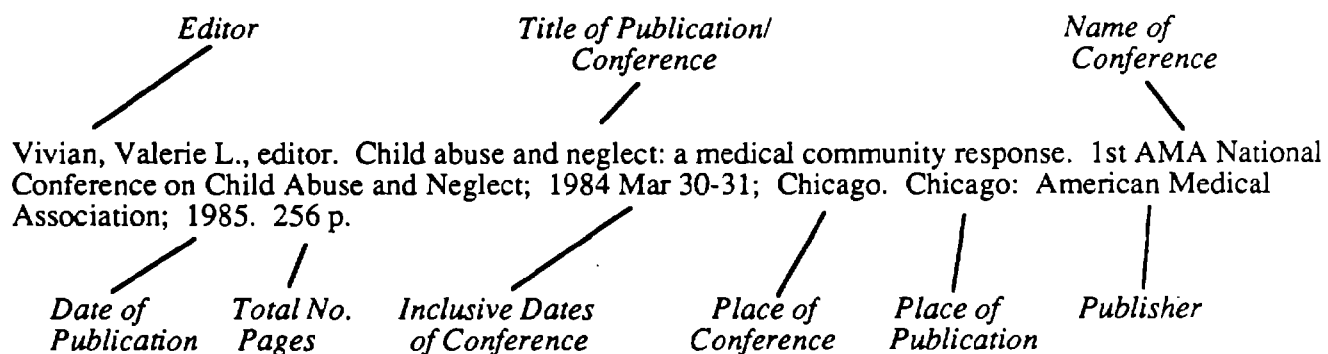 Editor Title of Publication/ Name of
Conference Conference
Vivian, Valerie L., editor. Child abuse and neglect: a medical community response. 1st AMA National
Conference on Child Abuse and Neglect; 1984 Mar 30-31; Chicago. Chicago: American Medical
Association; 1985. 256 p.
Date of Total No. Inclusive Dates Place of Place of Publisher
Publication Pages of Conference Conference Publication